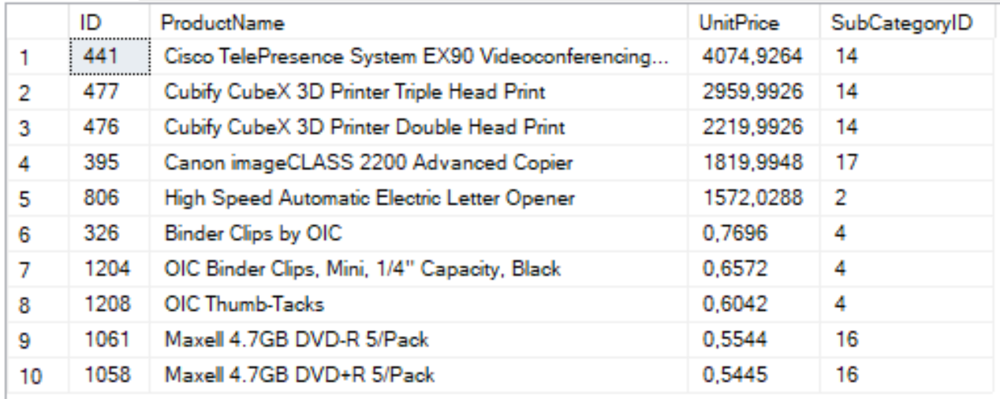 ID ProductName UnitPrice SubCategoryID
1 441 Cisco TelePresence System EX90 Videoconferencing... 4074,9264 14
2 477 Cubify CubeX 3D Printer Triple Head Print 2959,9926 14
3 476 Cubify CubeX 3D Printer Double Head Print 2219,9926 14
4 395 Canon imageCLASS 2200 Advanced Copier 1819,9948 17
5 806 High Speed Automatic Electric Letter Opener 1572,0288 2
6 326 Binder Clips by OIC 0,7696 4
7 1204 OIC Binder Clips, Mini, 1/4" Capacity, Black 0,6572 4
8 1208 OIC Thumb-Tacks 0,6042 4
9 1061 Maxell 4.7GB DVD-R 5/Pack 0,5544 16
10 1058 Maxell 4.7GB DVD+R 5/Pack 0,5445 16